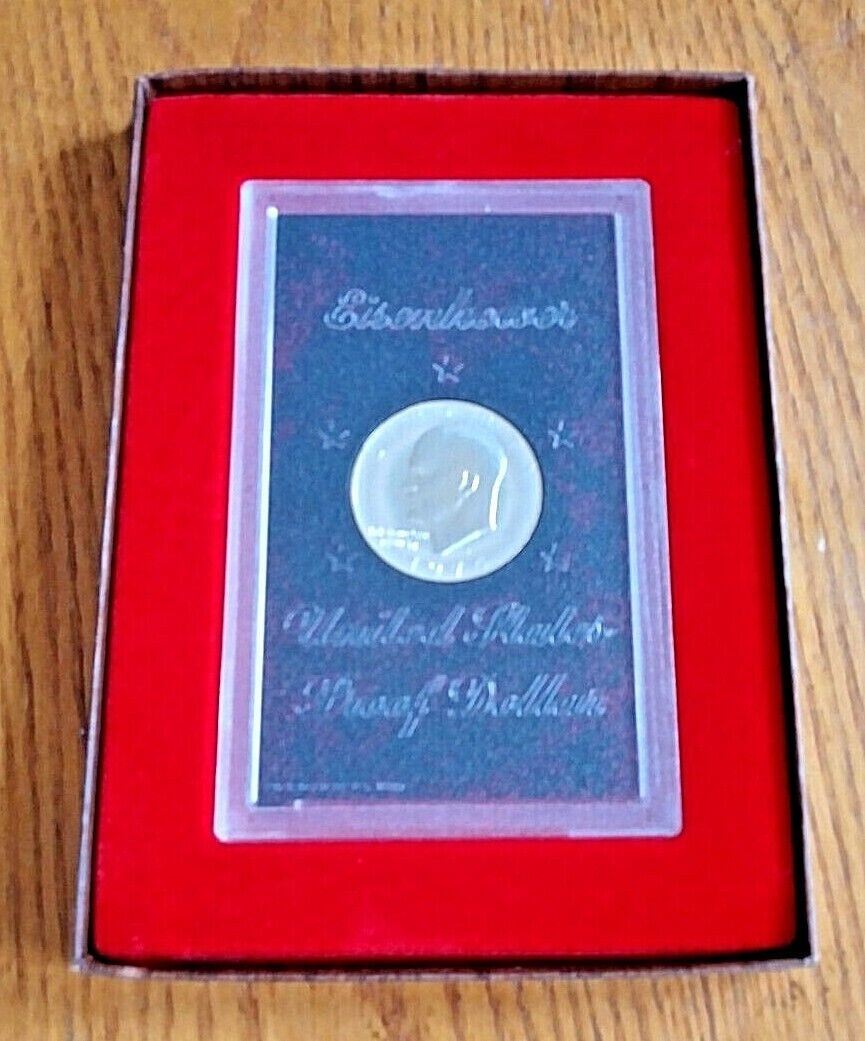 Eisenhower
United States
Proof Dollar